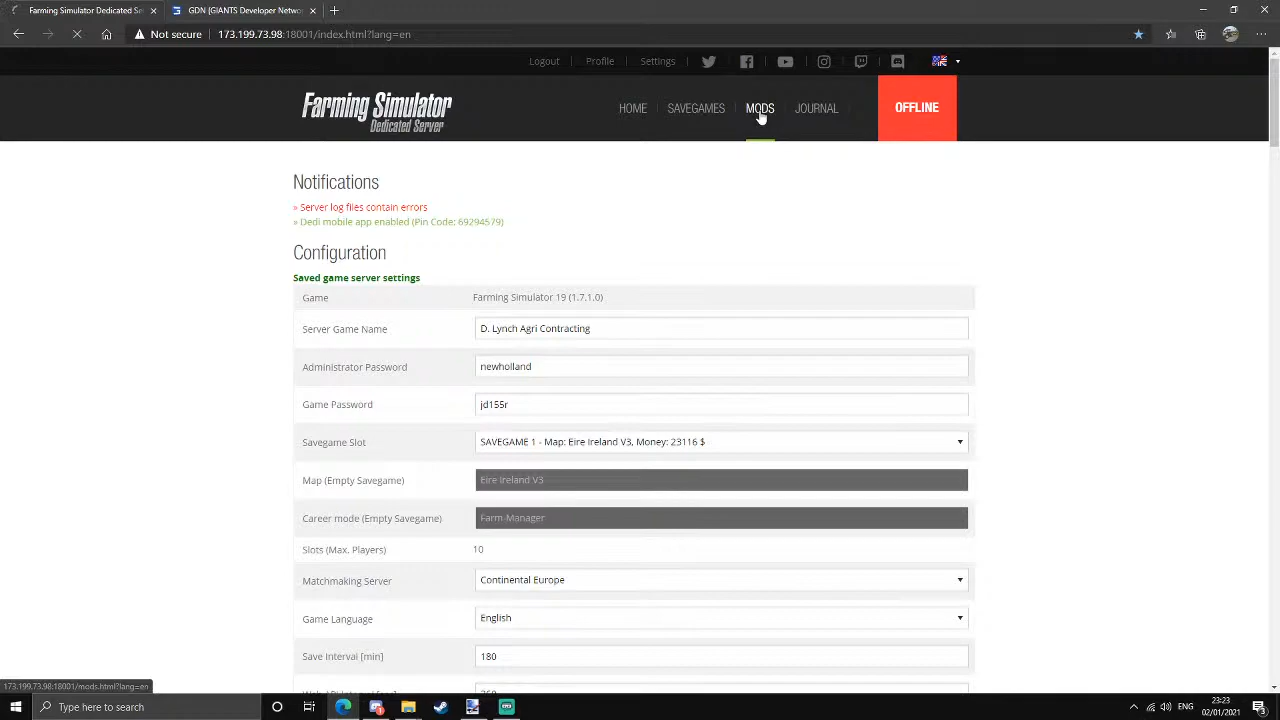 Farming Simulator Dedicated Se
GDN (GIANTS Developer Networ
Not secure
173.199.73.98:18001/index.html?lang=en
Logout
Profile
Settings
Farming Simulator
Dedicated Server
HOME
SAVEGAMES
MODS
JOURNAL
OFFLINE
Notifications
» Server log files contain errors
» Dedi mobile app enabled (Pin Code: 69294579)
Configuration
Saved game server settings
Game Farming Simulator 19 (1.7.1.0)
Server Game Name D. Lynch Agri Contracting
Administrator Password newholland
Game Password jd155r
Savegame Slot SAVEGAME 1 - Map: Eire Ireland V3, Money: 23116 $
Map (Empty Savegame) Eire Ireland V3
Career mode (Empty Savegame) Farm-Manager
Slots (Max. Players) 10
Matchmaking Server Continental Europe
Game Language English
Save Interval [min] 180
173.199.73.98:18001/mods.html?lang=en
Type here to search
ENG
23:23
02/01/2021